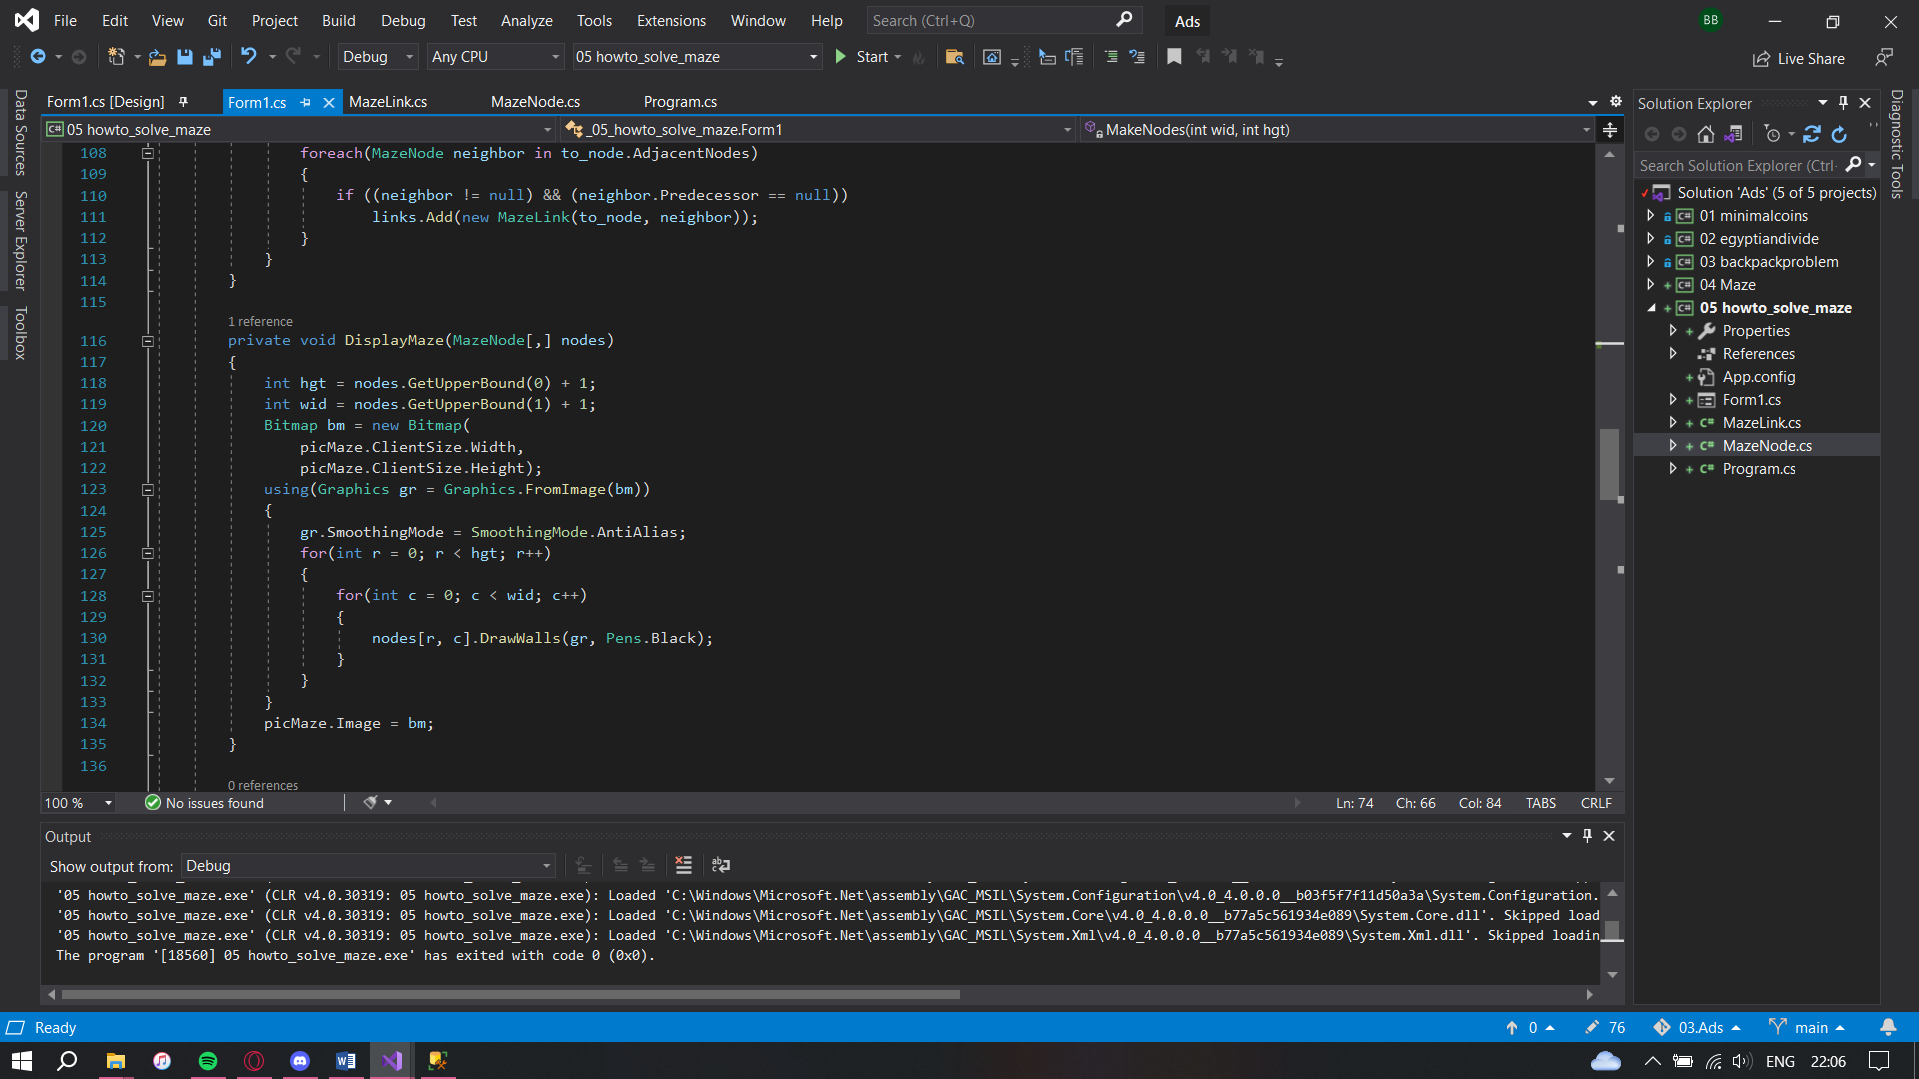 File Edit View Git Project Build Debug Test Analyze Tools Extensions Window Help Search (Ctrl+Q) Ads BB
Debug Any CPU 05 howto_solve_maze Start Live Share
Form1.cs [Design] Form1.cs MazeLink.cs MazeNode.cs Program.cs
05 howto_solve_maze _05_howto_solve_maze.Form1 MakeNodes(int wid, int hgt)
108 foreach(MazeNode neighbor in to_node.AdjacentNodes)
109 {
110 if ((neighbor != null) && (neighbor.Predecessor == null))
111 links.Add(new MazeLink(to_node, neighbor));
112 }
113 }
114 }
115
1 reference
116 private void DisplayMaze(MazeNode[,] nodes)
117 {
118 int hgt = nodes.GetUpperBound(0) + 1;
119 int wid = nodes.GetUpperBound(1) + 1;
120 Bitmap bm = new Bitmap(
121 picMaze.ClientSize.Width,
122 picMaze.ClientSize.Height);
123 using(Graphics gr = Graphics.FromImage(bm))
124 {
125 gr.SmoothingMode = SmoothingMode.AntiAlias;
126 for(int r = 0; r < hgt; r++)
127 {
128 for(int c = 0; c < wid; c++)
129 {
130 nodes[r, c].DrawWalls(gr, Pens.Black);
131 }
132 }
133 }
134 picMaze.Image = bm;
135 }
136
0 references
100 % No issues found Ln: 74 Ch: 66 Col: 84 TABS CRLF
Output
Show output from: Debug
'05 howto_solve_maze.exe' (CLR v4.0.30319: 05 howto_solve_maze.exe): Loaded 'C:\Windows\Microsoft.Net\assembly\GAC_MSIL\System.Configuration\v4.0_4.0.0.0__b03f5f7f11d50a3a\System.Configuration.
'05 howto_solve_maze.exe' (CLR v4.0.30319: 05 howto_solve_maze.exe): Loaded 'C:\Windows\Microsoft.Net\assembly\GAC_MSIL\System.Core\v4.0_4.0.0.0__b77a5c561934e089\System.Core.dll'. Skipped load
'05 howto_solve_maze.exe' (CLR v4.0.30319: 05 howto_solve_maze.exe): Loaded 'C:\Windows\Microsoft.Net\assembly\GAC_MSIL\System.Xml\v4.0_4.0.0.0__b77a5c561934e089\System.Xml.dll'. Skipped loadin
The program '[18560] 05 howto_solve_maze.exe' has exited with code 0 (0x0).
Data Sources
Server Explorer
Toolbox
Solution Explorer
Search Solution Explorer (Ctrl
Solution 'Ads' (5 of 5 projects)
01 minimalcoins
02 egyptiandivide
03 backpackproblem
04 Maze
05 howto_solve_maze
Properties
References
App.config
Form1.cs
MazeLink.cs
MazeNode.cs
Program.cs
Diagnostic Tools
Ready 0 76 03.Ads main
ENG 22:06